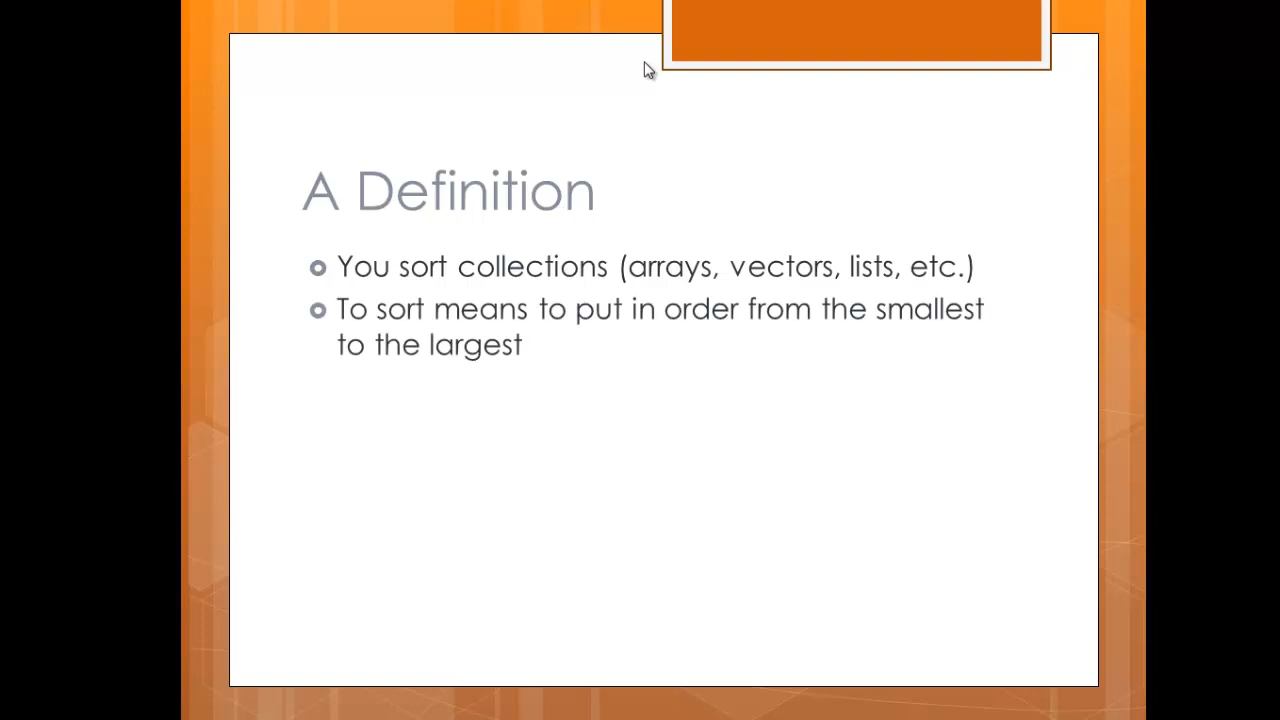 A Definition
You sort collections (arrays, vectors, lists, etc.)
To sort means to put in order from the smallest
to the largest